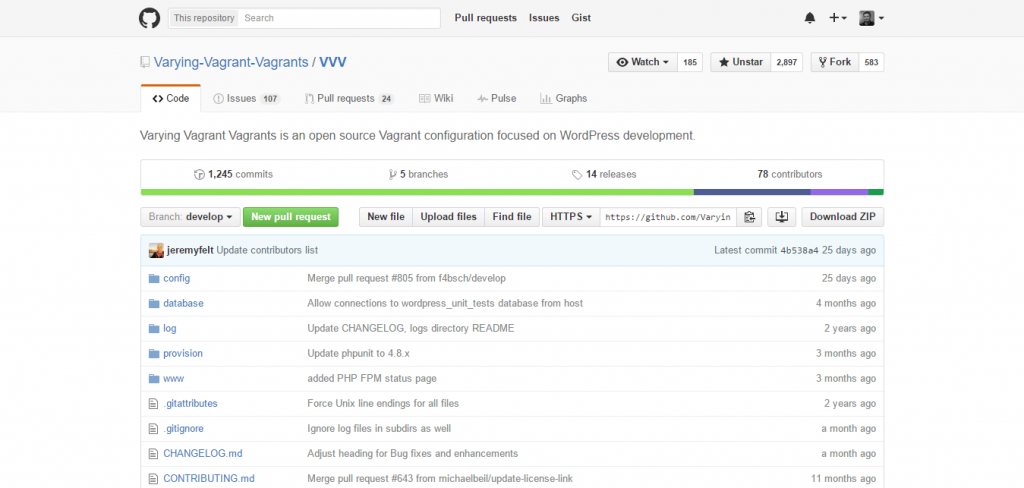 This repository Search Pull requests Issues Gist
Varying-Vagrant-Vagrants / VVV Watch 185 Unstar 2,897 Fork 583
Code Issues 107 Pull requests 24 Wiki Pulse Graphs
Varying Vagrant Vagrants is an open source Vagrant configuration focused on WordPress development.
1,245 commits 5 branches 14 releases 78 contributors
Branch: develop New pull request New file Upload files Find file HTTPS https://github.com/Varyin Download ZIP
jeremyfelt Update contributors list Latest commit 4b538a4 25 days ago
config Merge pull request #805 from f4bsch/develop 25 days ago
database Allow connections to wordpress_unit_tests database from host 4 months ago
log Update CHANGELOG, logs directory README 2 years ago
provision Update phpunit to 4.8.x 3 months ago
www added PHP FPM status page 3 months ago
.gitattributes Force Unix line endings for all files 2 years ago
.gitignore Ignore log files in subdirs as well a month ago
CHANGELOG.md Adjust heading for Bug fixes and enhancements a month ago
CONTRIBUTING.md Merge pull request #643 from michaelbeil/update-license-link 11 months ago